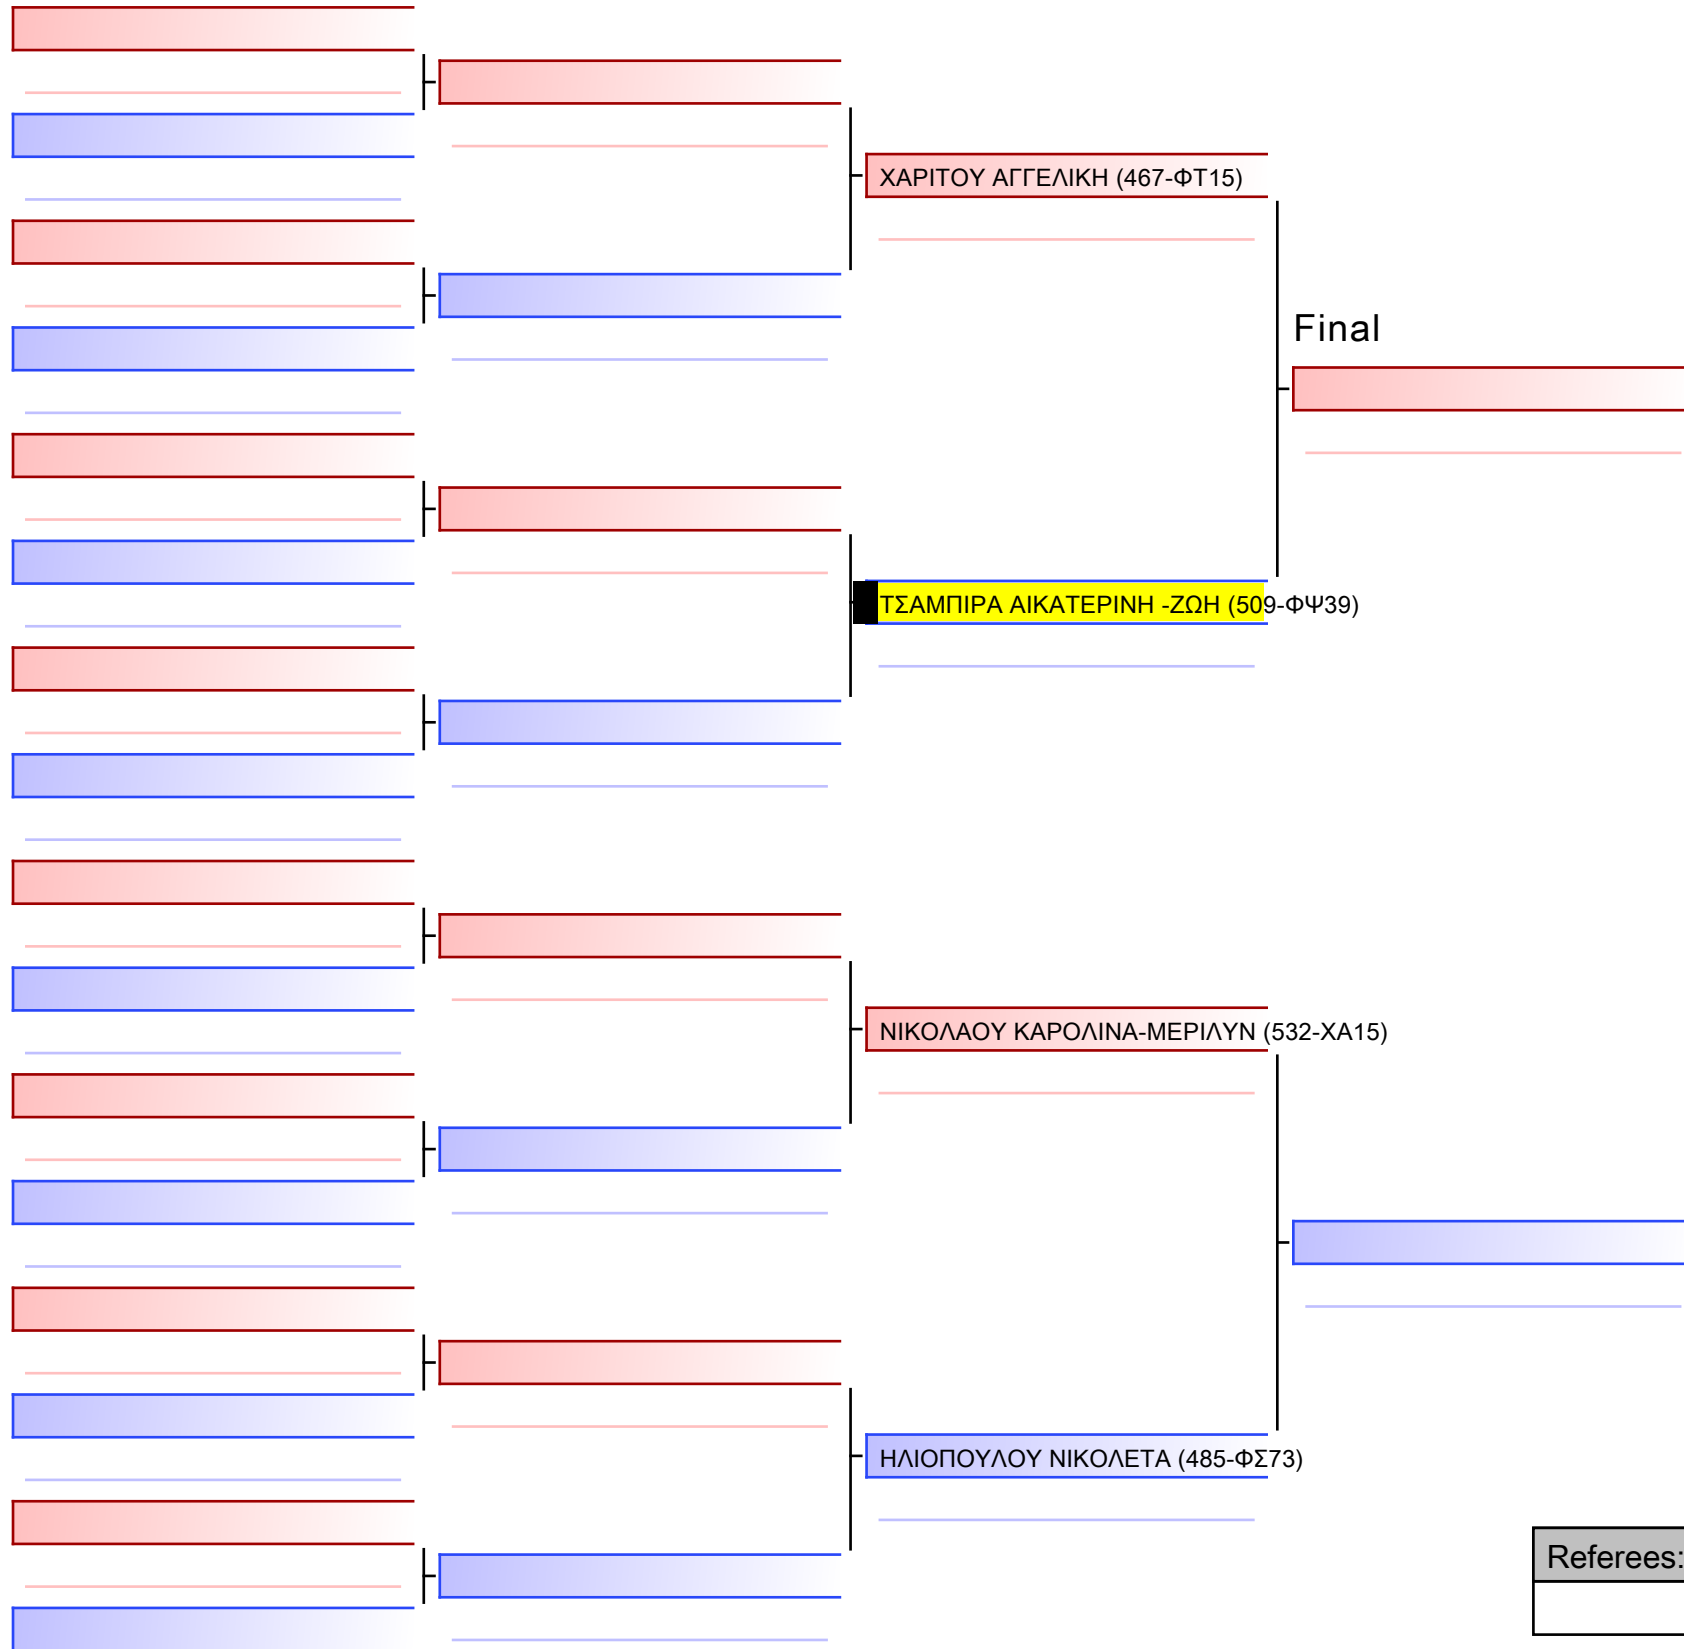 ΧΑΡΙΤΟΥ ΑΓΓΕΛΙΚΗ (467-ΦΤ15)
Final
ΤΣΑΜΠΙΡΑ ΑΙΚΑΤΕΡΙΝΗ -ΖΩΗ (509-ΦΨ39)
ΝΙΚΟΛΑΟΥ ΚΑΡΟΛΙΝΑ-ΜΕΡΙΛΥΝ (532-ΧΑ15)
ΗΛΙΟΠΟΥΛΟΥ ΝΙΚΟΛΕΤΑ (485-ΦΣ73)
Referees: